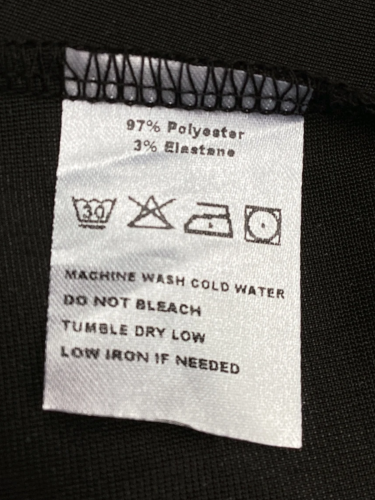 97% Polyester
3% Elastane
30
MACHINE WASH COLD WATER
DO NOT BLEACH
TUMBLE DRY LOW
LOW IRON IF NEEDED